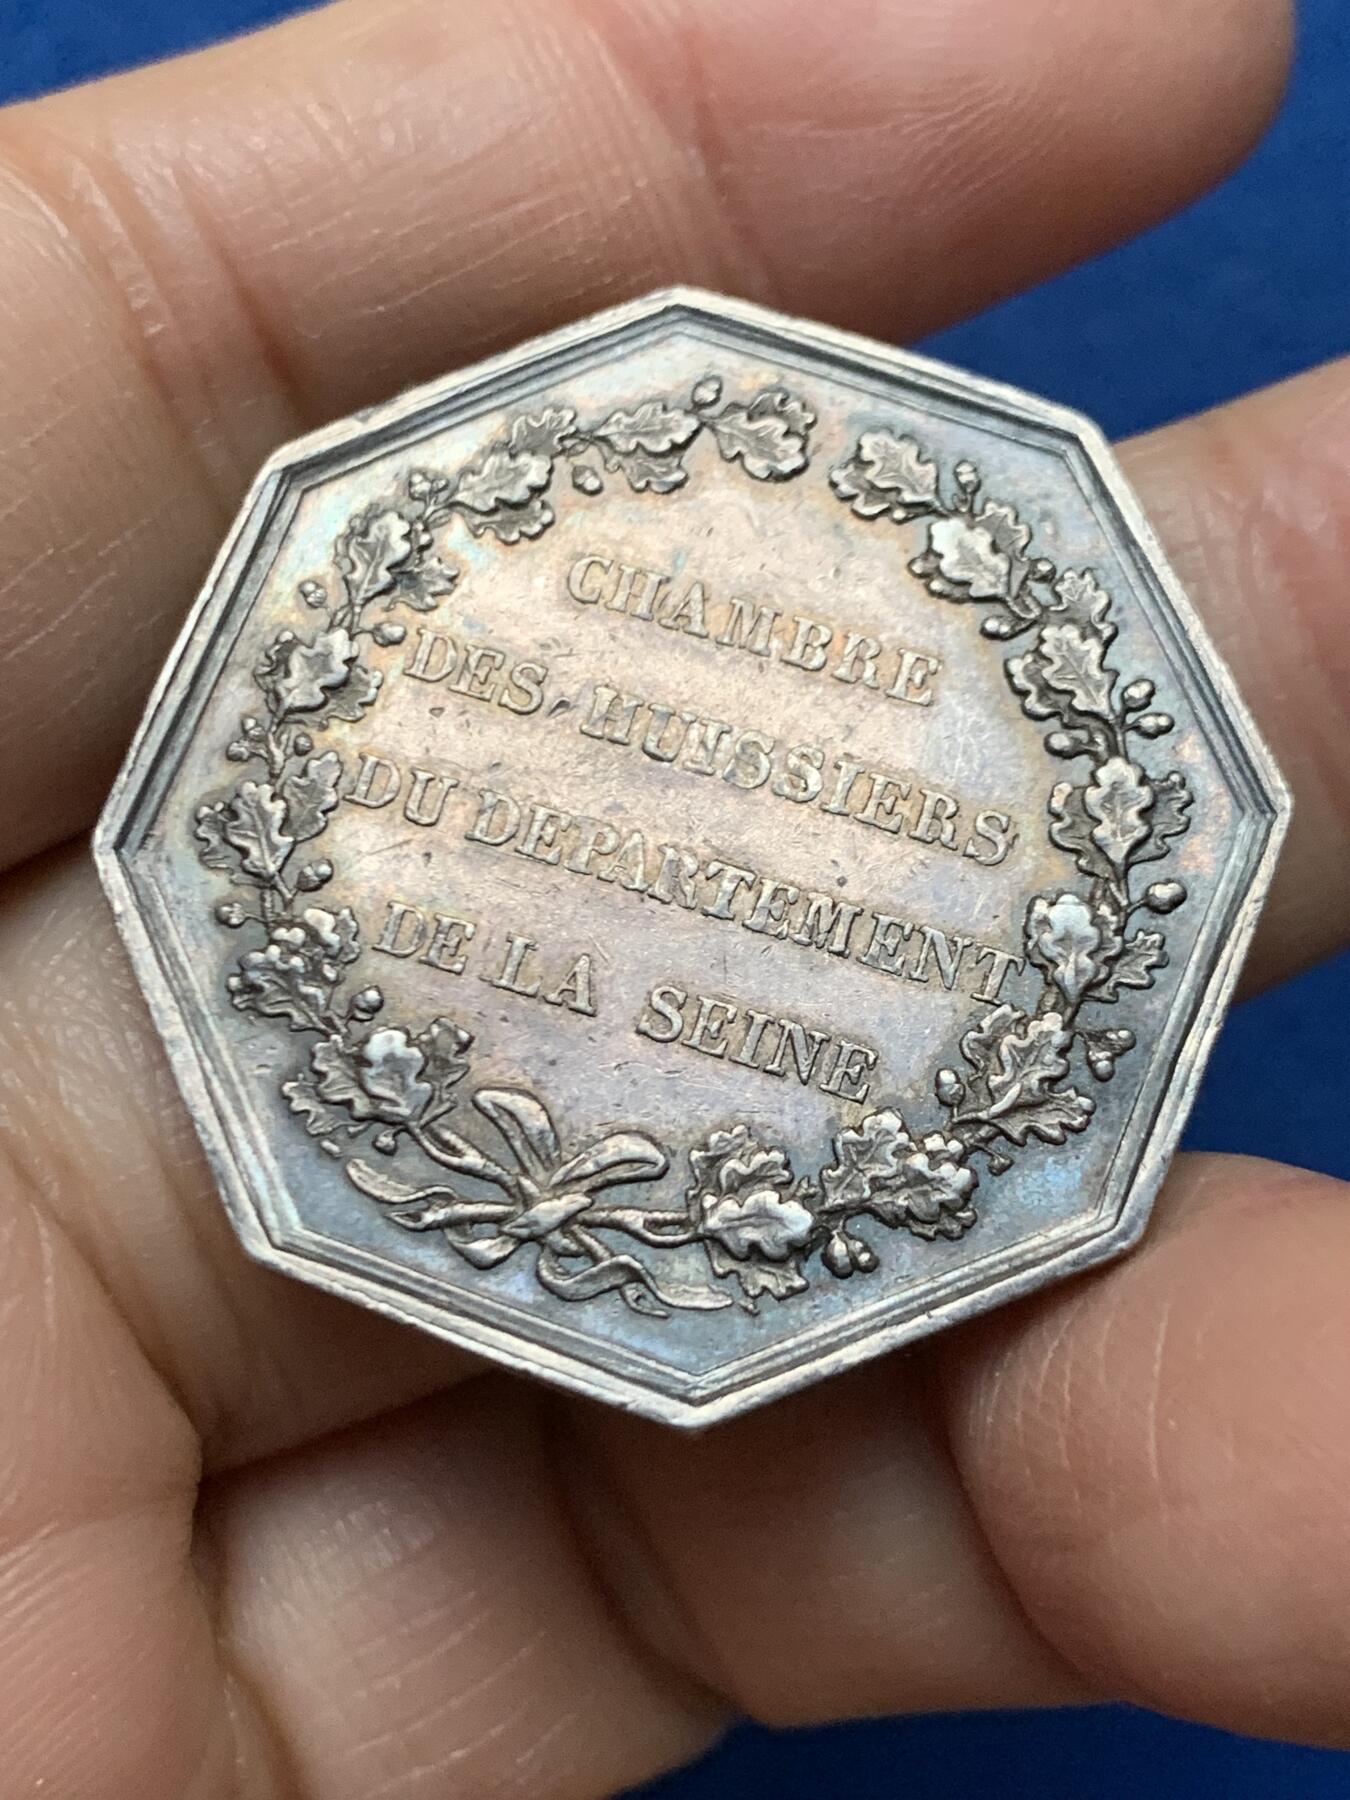 CHAMBRE
DES HUISSIERS
DU DEPARTEMENT
DE LA SEINE